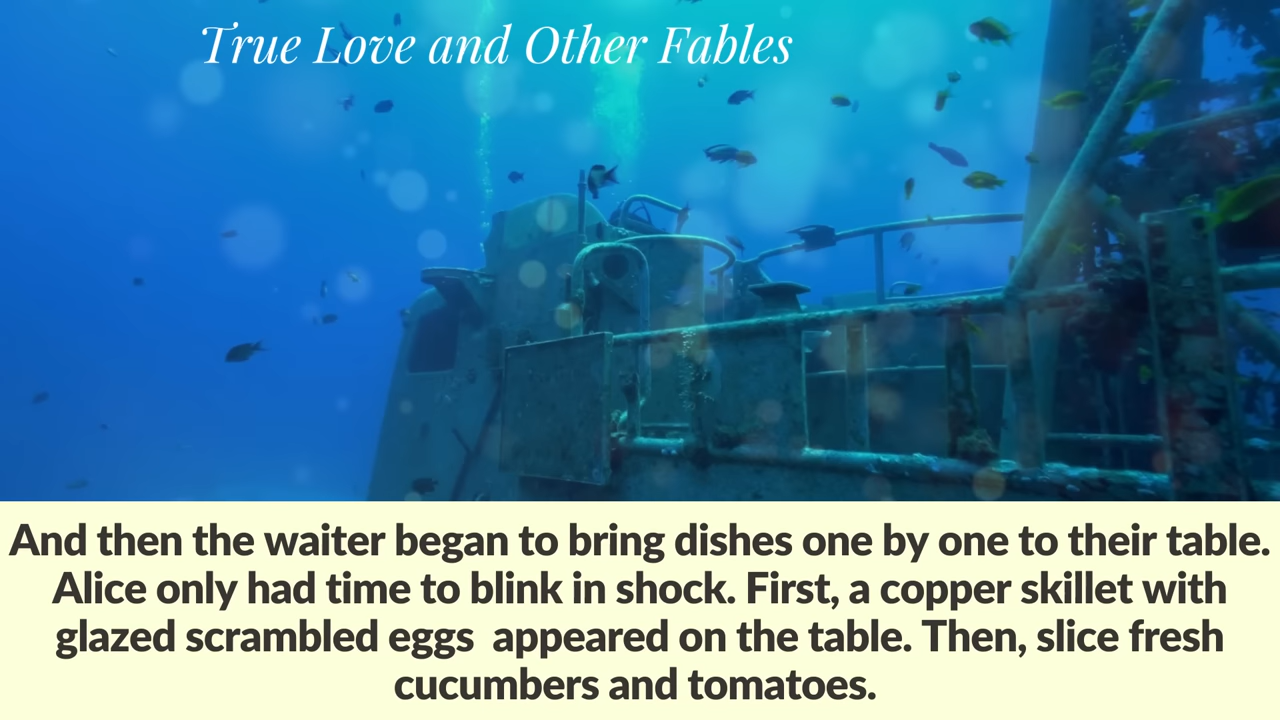 True Love and Other Fables
And then the waiter began to bring dishes one by one to their table.
Alice only had time to blink in shock. First, a copper skillet with
glazed scrambled eggs  appeared on the table. Then, slice fresh
cucumbers and tomatoes.